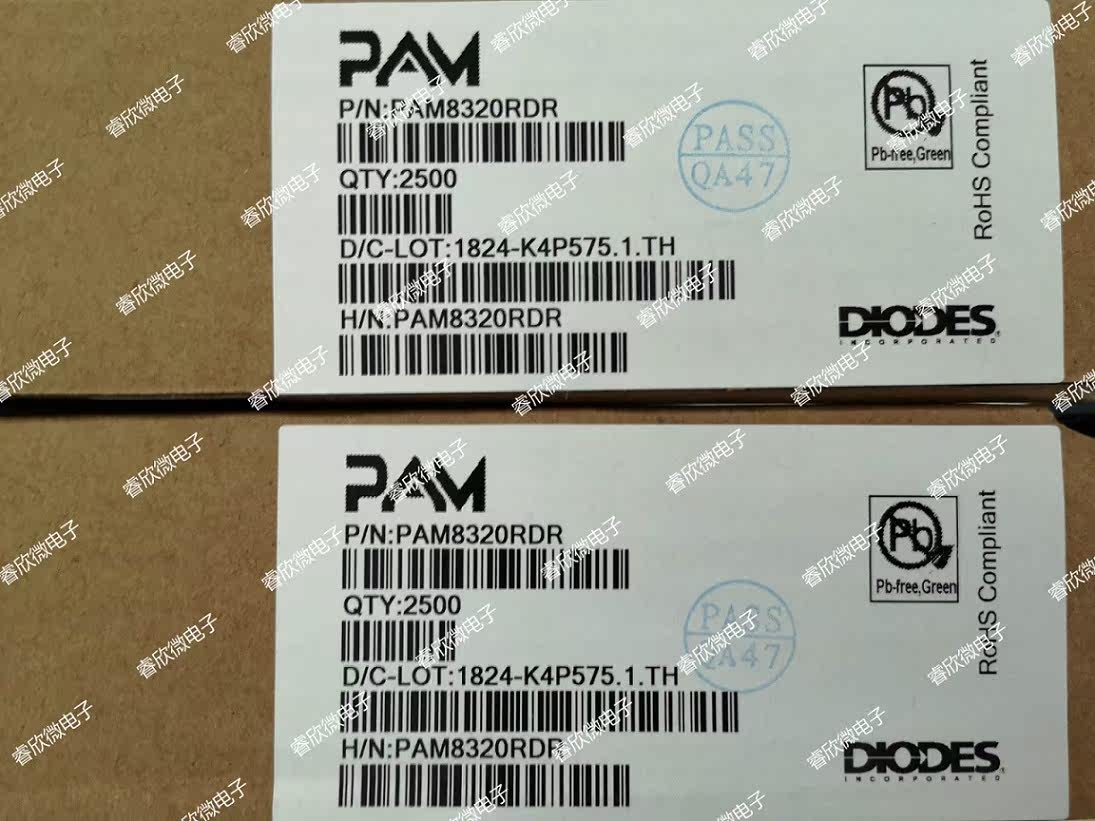 PAM
P/N:PAM8320RDR
QTY:2500
D/C-LOT:1824-K4P575.1.TH
H/N:PAM8320RDR
PASS
QA47
Pb
Pb-free,Green
RoHS Compliant
DIODES
INCORPORATED
PAM
P/N:PAM8320RDR
QTY:2500
D/C-LOT:1824-K4P575.1.TH
H/N:PAM8320RDR
PASS
QA47
Pb
Pb-free,Green
RoHS Compliant
DIODES
INCORPORATED
睿欣微电子